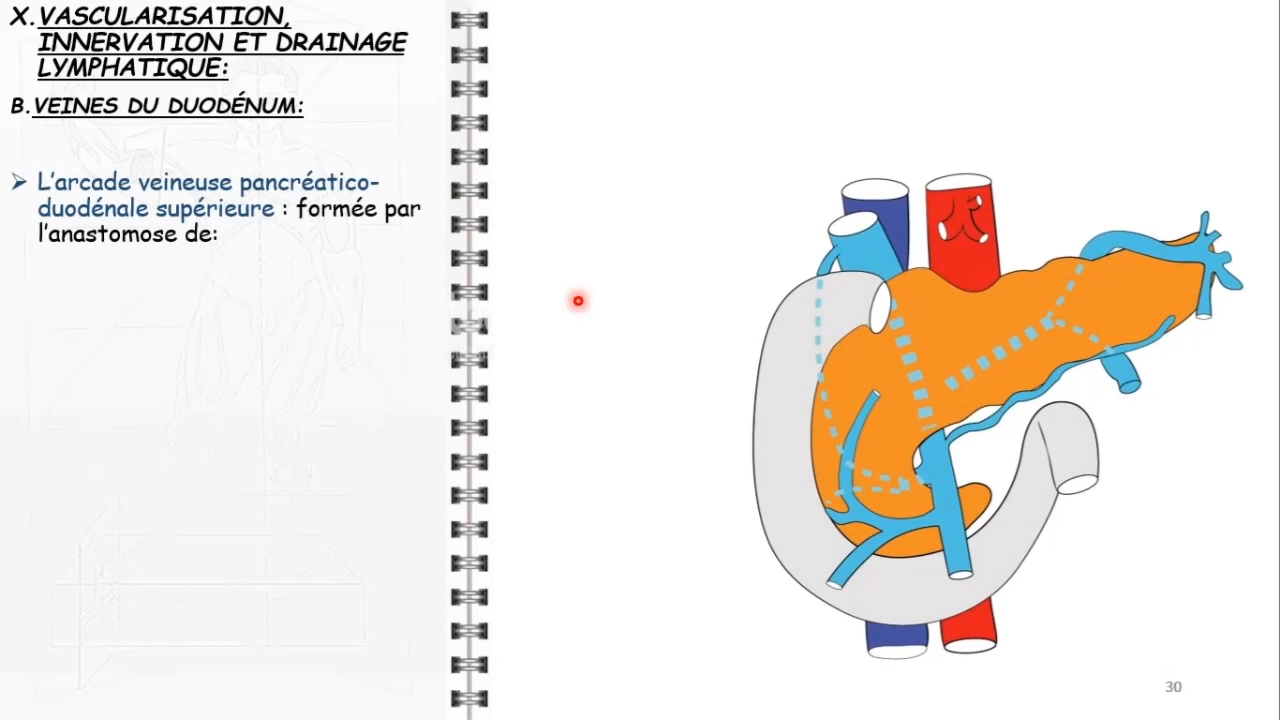 X. VASCULARISATION,
INNERVATION ET DRAINAGE
LYMPHATIQUE:
B. VEINES DU DUODÉNUM:
➢ L’arcade veineuse pancréatico-
duodénale supérieure : formée par
l’anastomose de:
30